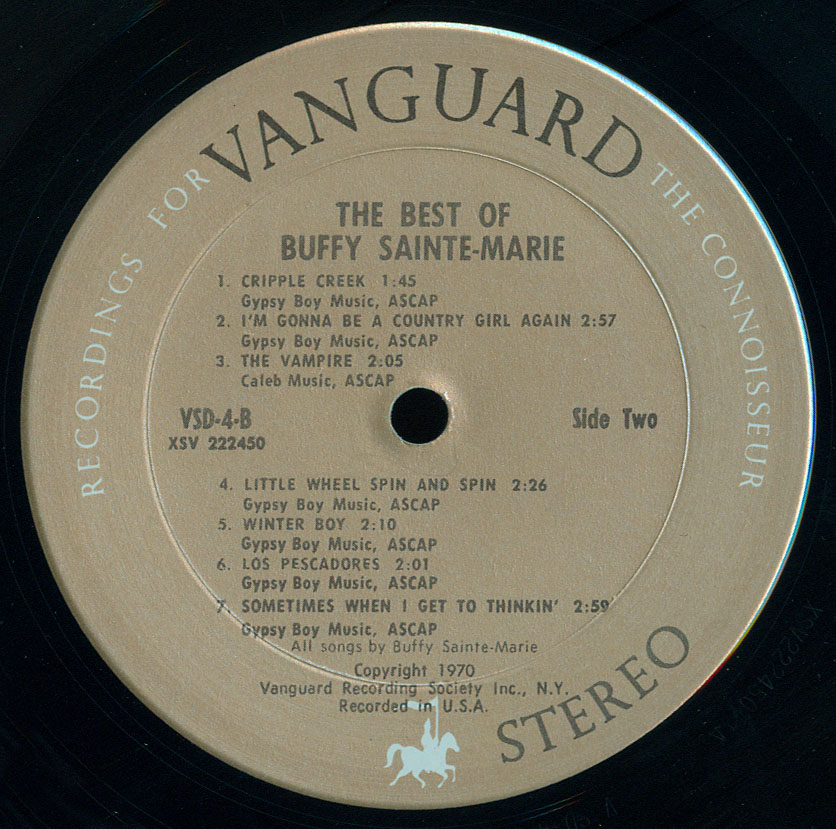 VANGUARD
RECORDINGS FOR THE CONNOISSEUR
THE BEST OF
BUFFY SAINTE-MARIE
1. CRIPPLE CREEK 1:45
Gypsy Boy Music, ASCAP
2. I'M GONNA BE A COUNTRY GIRL AGAIN 2:57
Gypsy Boy Music, ASCAP
3. THE VAMPIRE 2:05
Caleb Music, ASCAP
VSD-4-B Side Two
XSV 222450
4. LITTLE WHEEL SPIN AND SPIN 2:26
Gypsy Boy Music, ASCAP
5. WINTER BOY 2:10
Gypsy Boy Music, ASCAP
6. LOS PESCADORES 2:01
Gypsy Boy Music, ASCAP
7. SOMETIMES WHEN I GET TO THINKIN' 2:59
Gypsy Boy Music, ASCAP
All songs by Buffy Sainte-Marie
Copyright 1970
Vanguard Recording Society Inc., N.Y.
Recorded in U.S.A.
STEREO